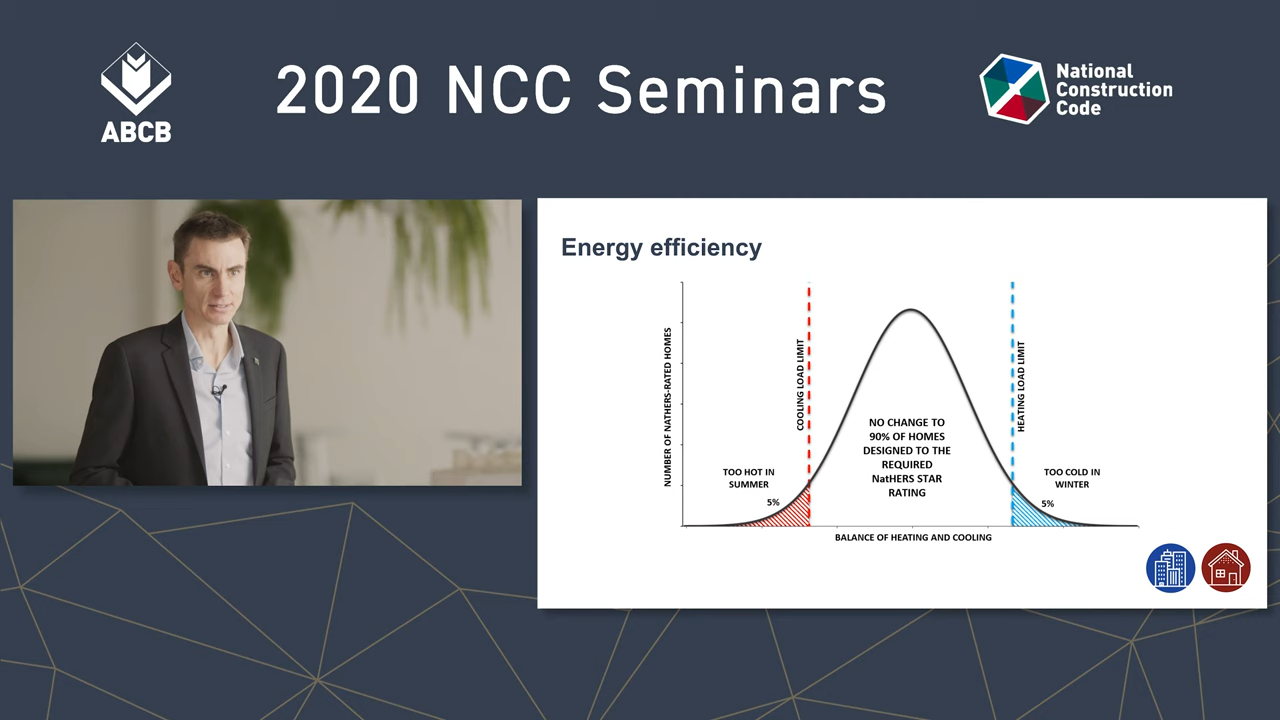 ABCB
2020 NCC Seminars
National
Construction
Code
Energy efficiency
NUMBER OF NATHERS-RATED HOMES
COOLING LOAD LIMIT
HEATING LOAD LIMIT
TOO HOT IN
SUMMER
5%
NO CHANGE TO
90% OF HOMES
DESIGNED TO THE
REQUIRED
NatHERS STAR
RATING
TOO COLD IN
WINTER
5%
BALANCE OF HEATING AND COOLING